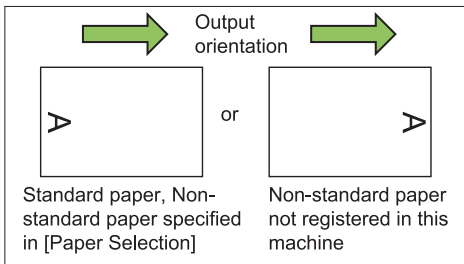 Output
orientation
A
or
A
Standard paper, Non-
standard paper specified
in [Paper Selection]
Non-standard paper
not registered in this
machine